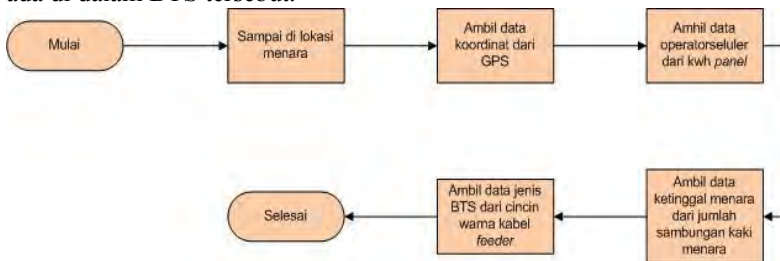 ada di dalam BTS tersebut.
Mulai
Sampai di lokasi
menara
Ambil data
koordinat dari
GPS
Amhil data
operatorseluler
dari kwh panel
Ambil data
ketinggal menara
dari jumlah
sambungan kaki
menara
Ambil data jenis
BTS dari cincin
warna kabel
feeder
Selesai